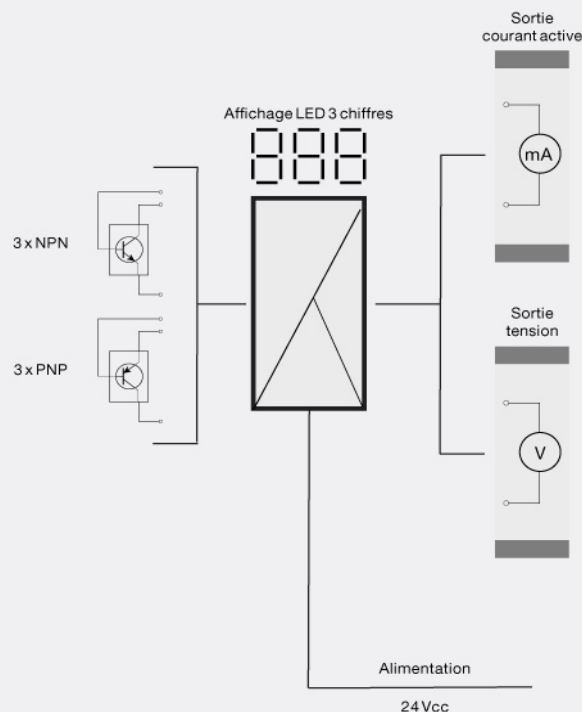 Sortie
courant active
Affichage LED 3 chiffres
mA
3 x NPN
Sortie
tension
3 x PNP
V
Alimentation
24 Vcc